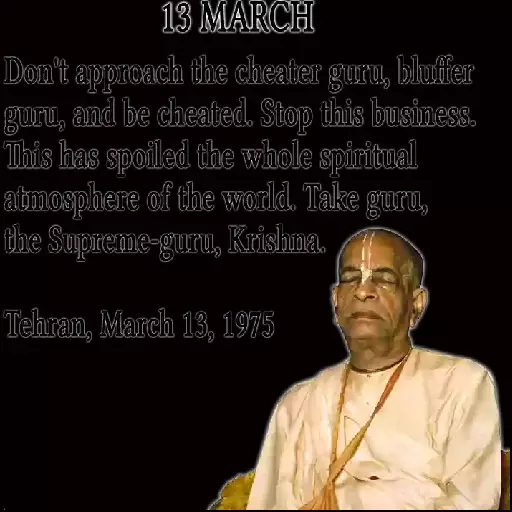 13 MARCH
Don't approach the cheater guru, bluffer
guru, and be cheated. Stop this business.
This has spoiled the whole spiritual
atmosphere of the world. Take guru,
the Supreme-guru, Krishna.
Tehran, March 13, 1975